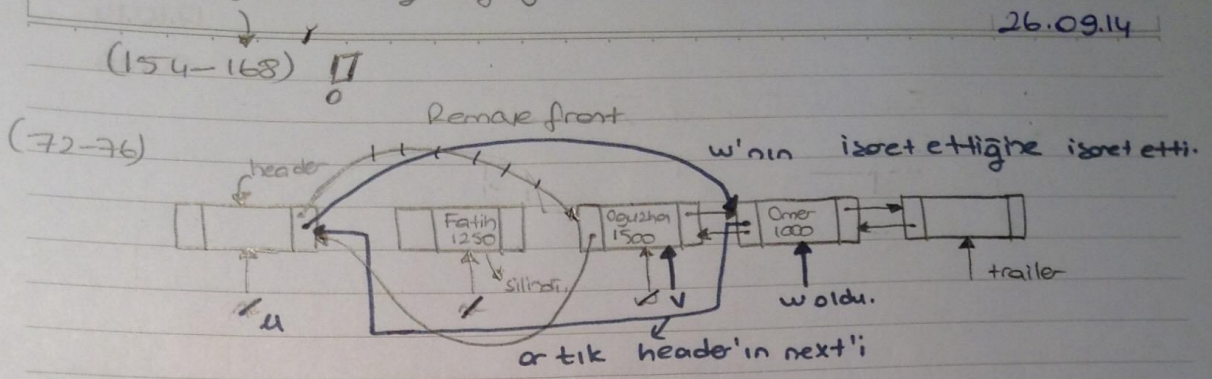 26.09.14
(154-168) !
(72-76)
Remove front
header
w'nın işaret ettiğine işaret etti.
Fatih
1250
Oguzhan
1500
Omer
1000
silindi.
u
v
w oldu.
trailer
artık header'ın next'i